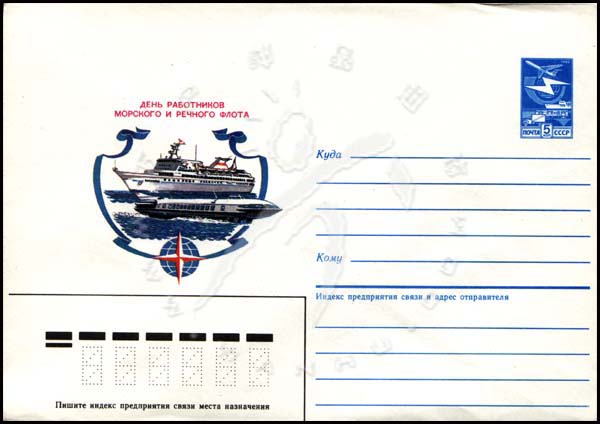 ДЕНЬ РАБОТНИКОВ
МОРСКОГО И РЕЧНОГО ФЛОТА
ПОЧТА 5 СССР
Куда
Кому
Индекс предприятия связи и адрес отправителя
Пишите индекс предприятия связи места назначения